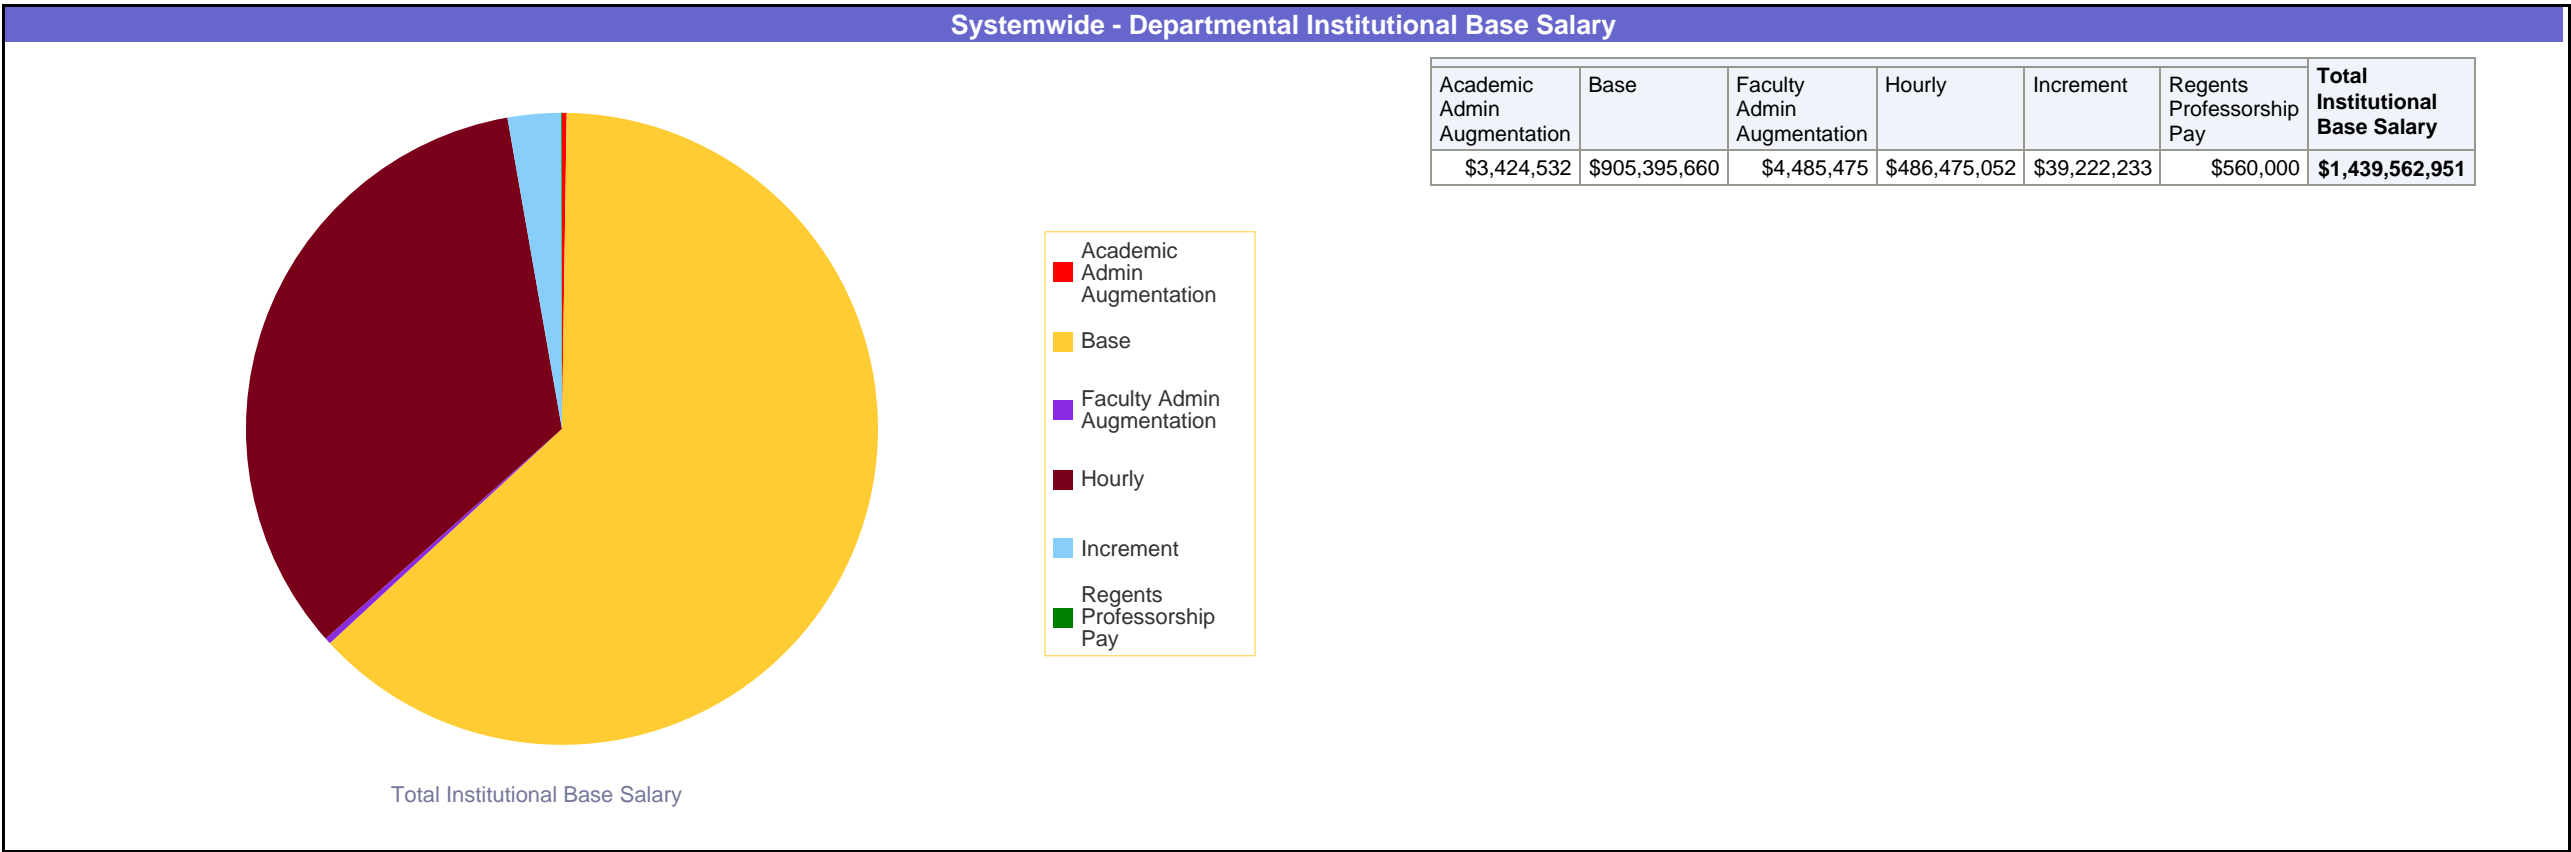 Systemwide - Departmental Institutional Base Salary
Academic
Admin
Augmentation
Base
Faculty
Admin
Augmentation
Hourly
Increment
Regents
Professorship
Pay
Total
Institutional
Base Salary
$3,424,532 $905,395,660 $4,485,475 $486,475,052 $39,222,233 $560,000 $1,439,562,951
Academic
Admin
Augmentation
Base
Faculty Admin
Augmentation
Hourly
Increment
Regents
Professorship
Pay
Total Institutional Base Salary